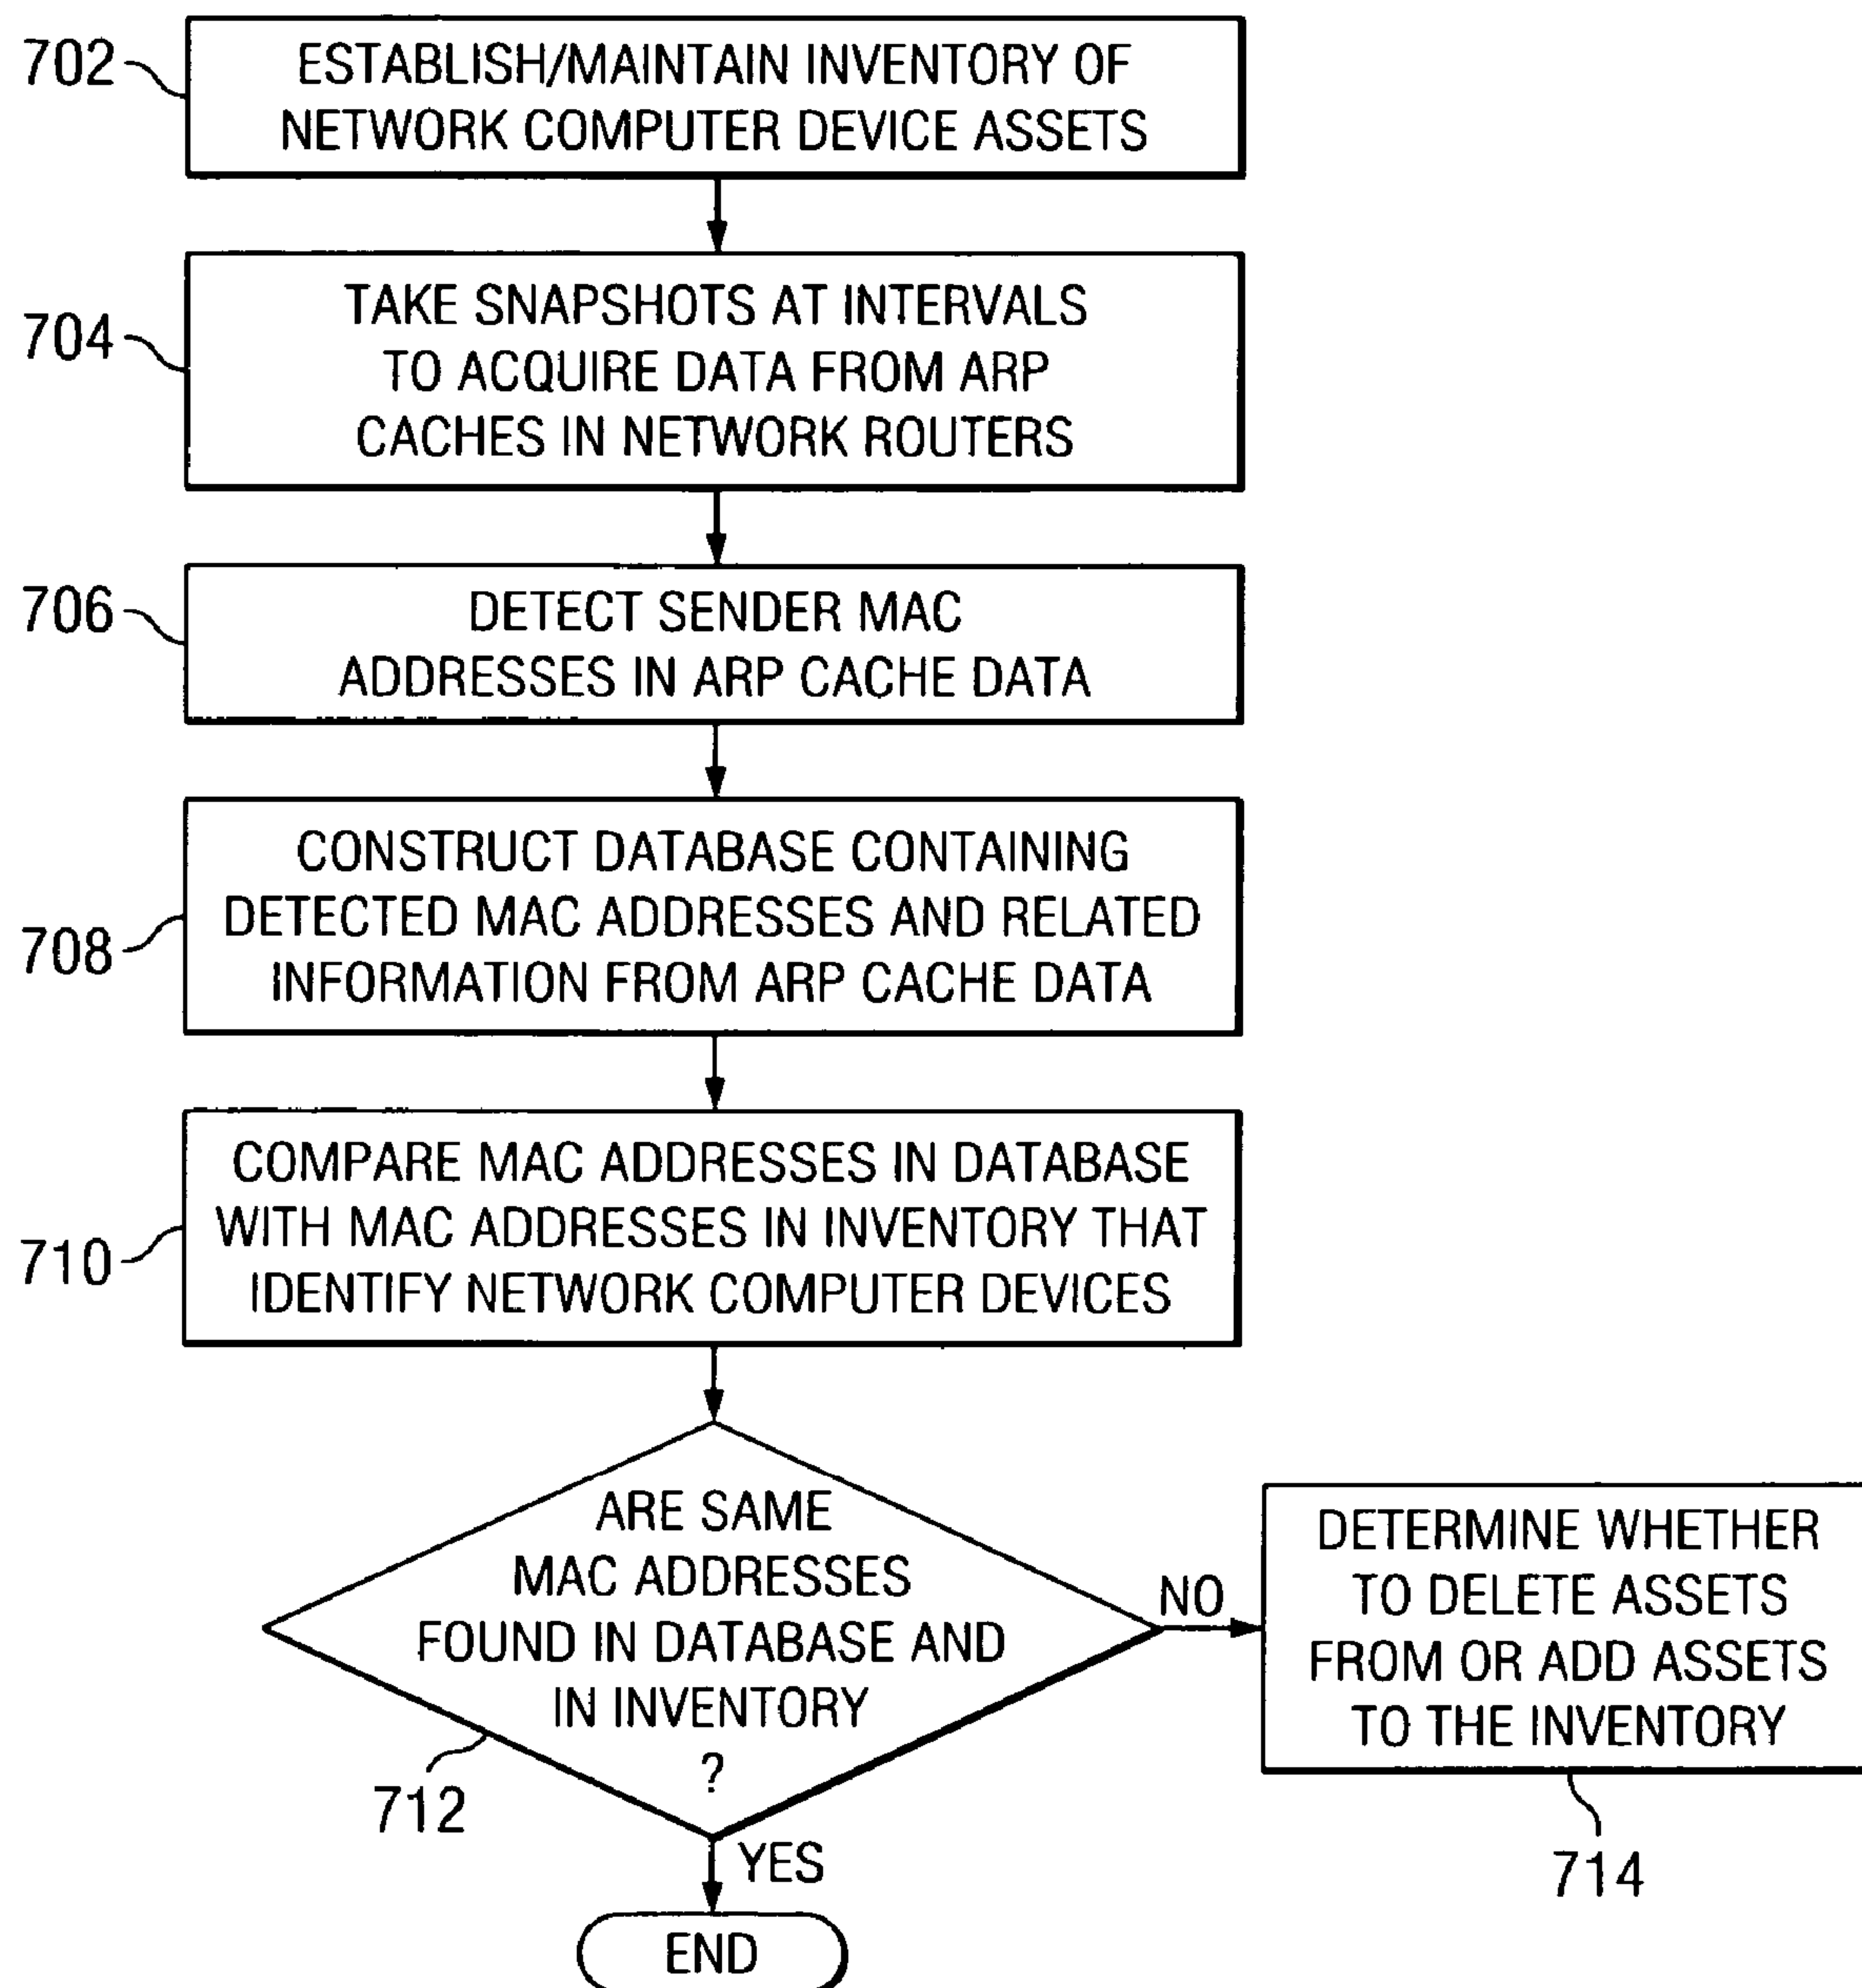 702
ESTABLISH/MAINTAIN INVENTORY OF
NETWORK COMPUTER DEVICE ASSETS
704
TAKE SNAPSHOTS AT INTERVALS
TO ACQUIRE DATA FROM ARP
CACHES IN NETWORK ROUTERS
706
DETECT SENDER MAC
ADDRESSES IN ARP CACHE DATA
708
CONSTRUCT DATABASE CONTAINING
DETECTED MAC ADDRESSES AND RELATED
INFORMATION FROM ARP CACHE DATA
710
COMPARE MAC ADDRESSES IN DATABASE
WITH MAC ADDRESSES IN INVENTORY THAT
IDENTIFY NETWORK COMPUTER DEVICES
ARE SAME
MAC ADDRESSES
FOUND IN DATABASE AND
IN INVENTORY
?
712
NO
DETERMINE WHETHER
TO DELETE ASSETS
FROM OR ADD ASSETS
TO THE INVENTORY
714
YES
END